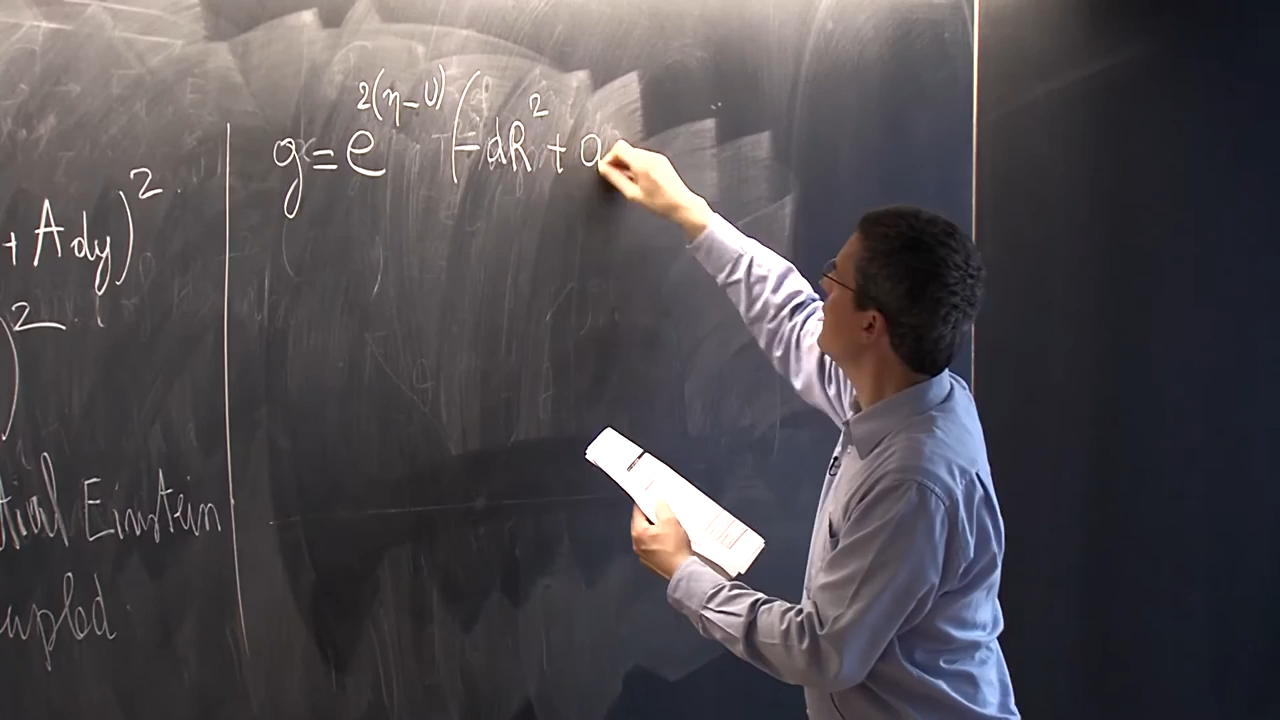 + A dy)²
)²
tial Einstein
upled.
g = e^{2(η-U)} (-dR² + a